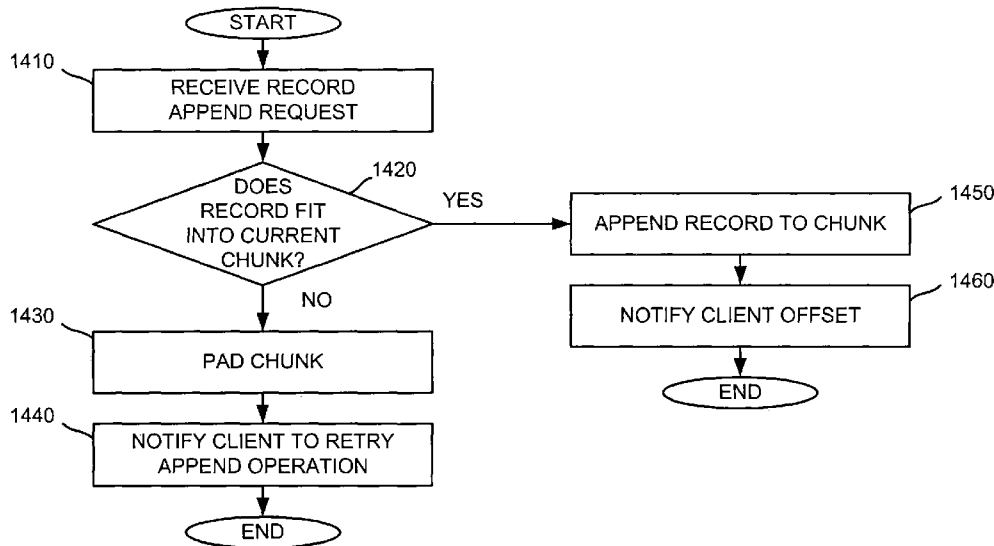 START
1410
RECEIVE RECORD
APPEND REQUEST
1420
DOES
RECORD FIT
INTO CURRENT
CHUNK?
YES
NO
1450
APPEND RECORD TO CHUNK
1460
NOTIFY CLIENT OFFSET
END
1430
PAD CHUNK
1440
NOTIFY CLIENT TO RETRY
APPEND OPERATION
END